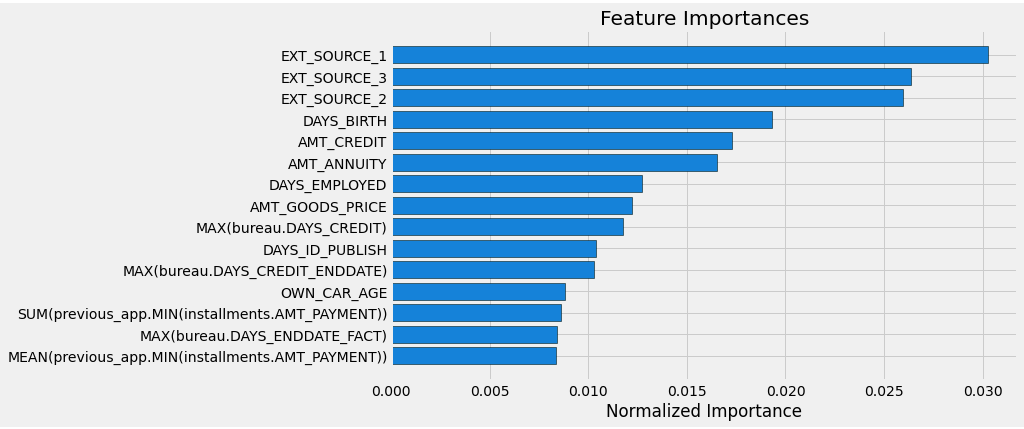 Feature Importances
EXT_SOURCE_1
EXT_SOURCE_3
EXT_SOURCE_2
DAYS_BIRTH
AMT_CREDIT
AMT_ANNUITY
DAYS_EMPLOYED
AMT_GOODS_PRICE
MAX(bureau.DAYS_CREDIT)
DAYS_ID_PUBLISH
MAX(bureau.DAYS_CREDIT_ENDDATE)
OWN_CAR_AGE
SUM(previous_app.MIN(installments.AMT_PAYMENT))
MAX(bureau.DAYS_ENDDATE_FACT)
MEAN(previous_app.MIN(installments.AMT_PAYMENT))
0.000 0.005 0.010 0.015 0.020 0.025 0.030
Normalized Importance